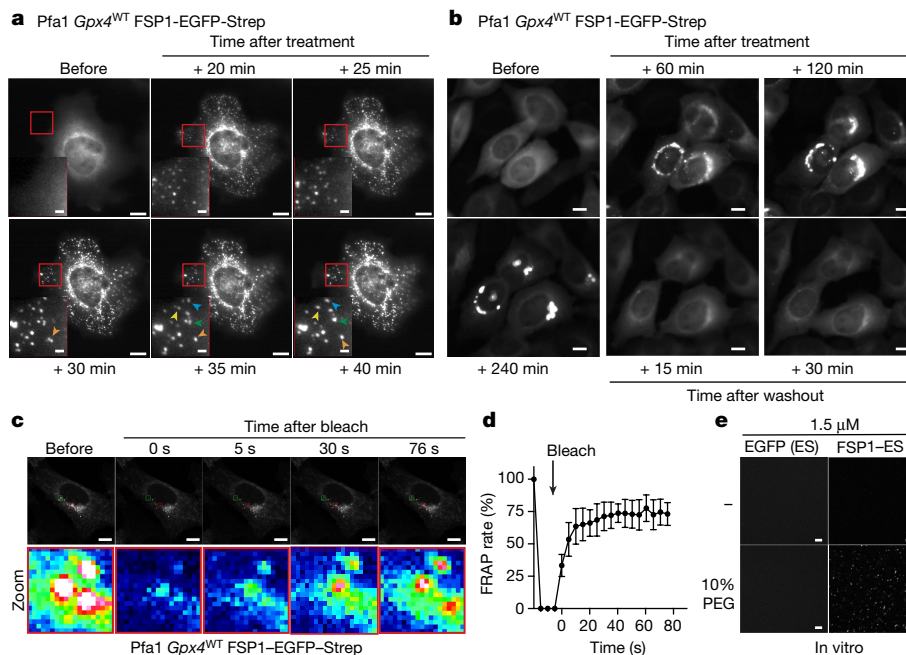 a Pfa1 Gpx4WT FSP1-EGFP-Strep
Time after treatment
Before + 20 min + 25 min
+ 30 min + 35 min + 40 min
b Pfa1 Gpx4WT FSP1-EGFP-Strep
Time after treatment
Before + 60 min + 120 min
+240 min + 15 min + 30 min
Time after washout
c
Time after bleach
Before 0 s 5 s 30 s 76 s
Zoom
Pfa1 Gpx4WT FSP1–EGFP–Strep
d
Bleach
FRAP rate (%)
100
75
50
25
0
0 20 40 60 80
Time (s)
e
1.5 μM
EGFP (ES) FSP1–ES
–
10%
PEG
In vitro